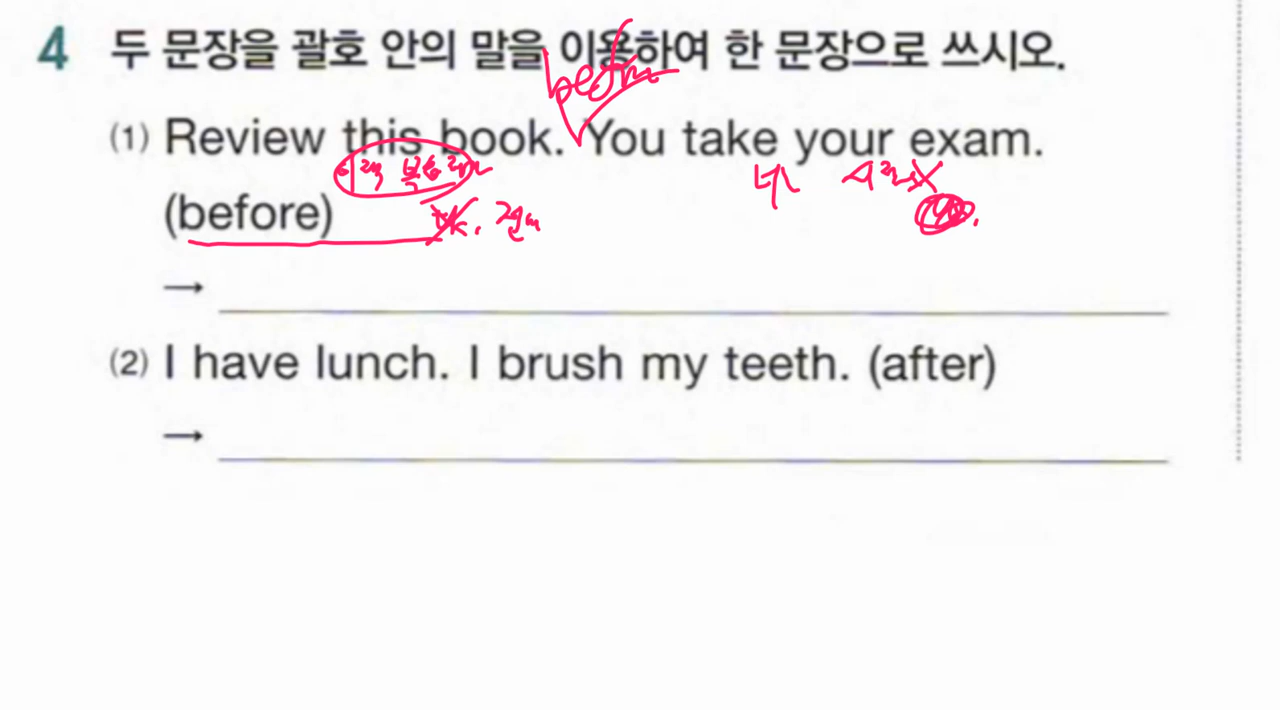 4 두 문장을 괄호 안의 말을 이용하여 한 문장으로 쓰시오.
before
(1) Review this book. You take your exam.
이책 복습해라 너 시험
(before) 전에
→
(2) I have lunch. I brush my teeth. (after)
→